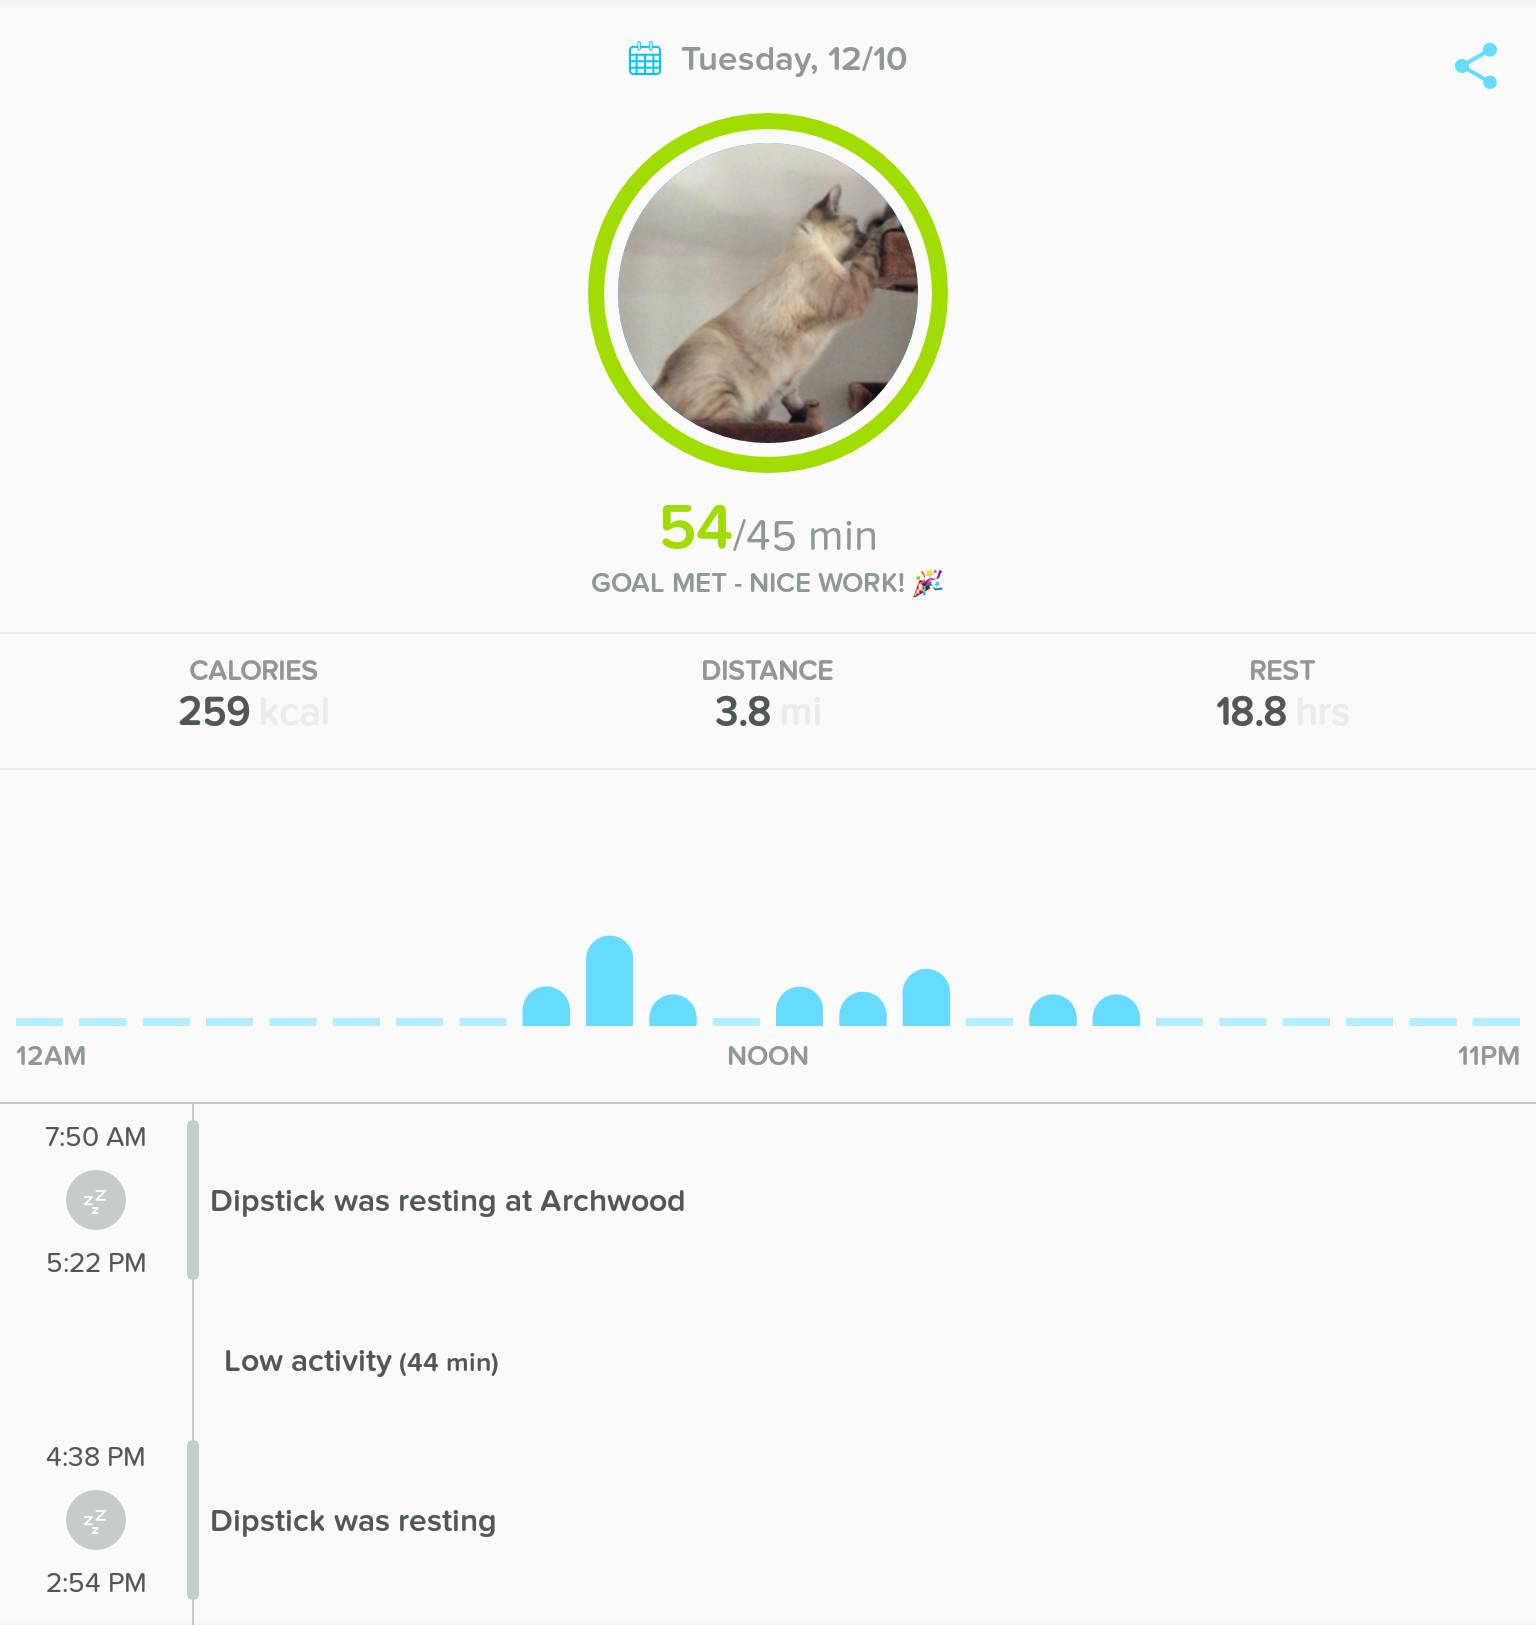 Tuesday, 12/10
54/45 min
GOAL MET - NICE WORK! 🎉
CALORIES DISTANCE REST
259 kcal 3.8 mi 18.8 hrs
12AM NOON 11PM
7:50 AM
zzz
Dipstick was resting at Archwood
5:22 PM
Low activity (44 min)
4:38 PM
zzz
Dipstick was resting
2:54 PM